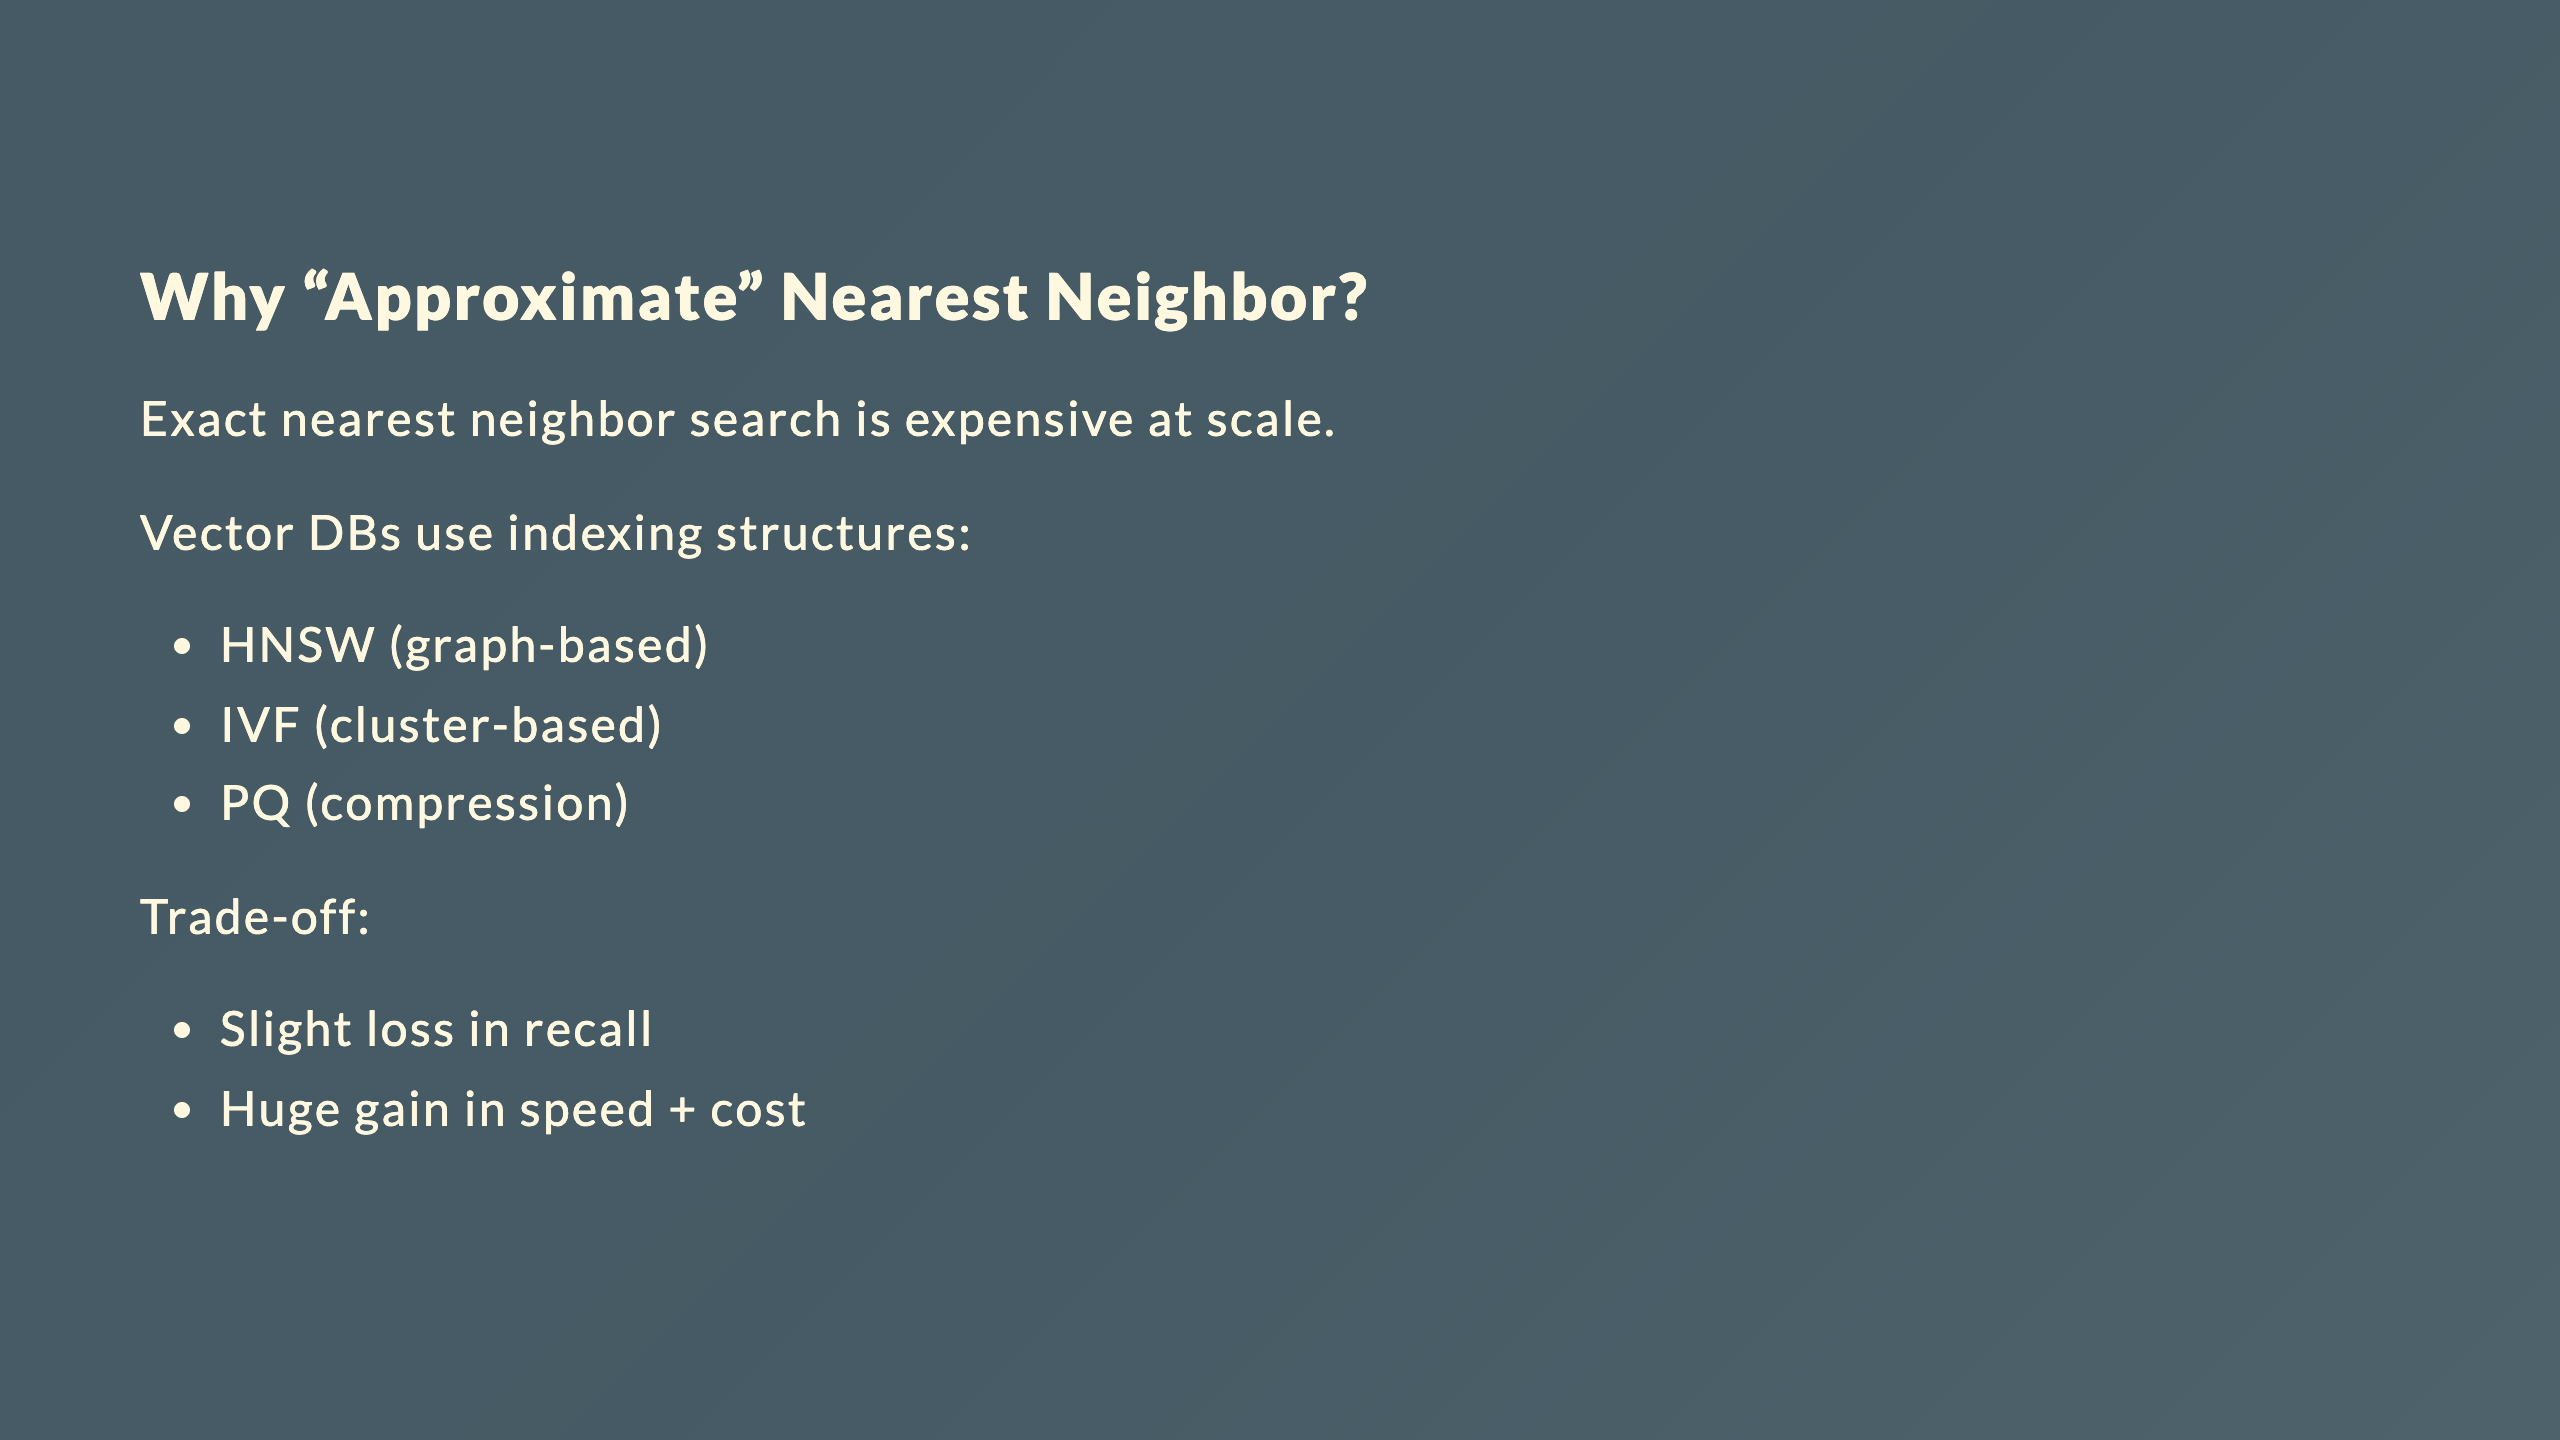 Why “Approximate” Nearest Neighbor?
Exact nearest neighbor search is expensive at scale.
Vector DBs use indexing structures:
• HNSW (graph-based)
• IVF (cluster-based)
• PQ (compression)
Trade-off:
• Slight loss in recall
• Huge gain in speed + cost